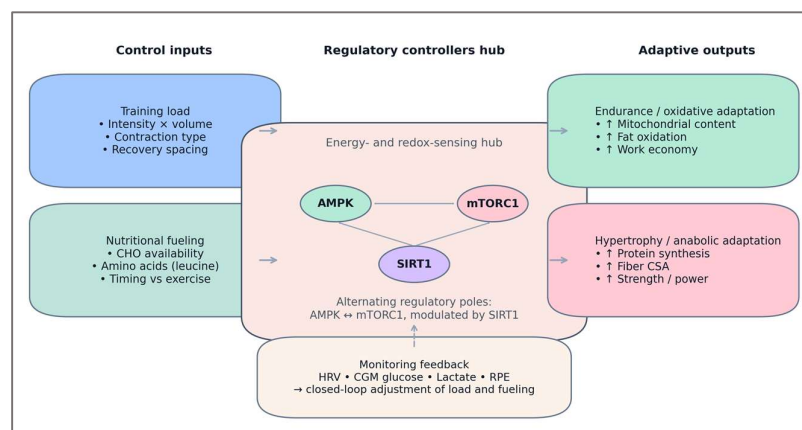 Control inputs
Regulatory controllers hub
Adaptive outputs
Training load
• Intensity × volume
• Contraction type
• Recovery spacing
Nutritional fueling
• CHO availability
• Amino acids (leucine)
• Timing vs exercise
Energy- and redox-sensing hub
AMPK
mTORC1
SIRT1
Alternating regulatory poles:
AMPK ↔ mTORC1, modulated by SIRT1
Endurance / oxidative adaptation
• ↑ Mitochondrial content
• ↑ Fat oxidation
• ↑ Work economy
Hypertrophy / anabolic adaptation
• ↑ Protein synthesis
• ↑ Fiber CSA
• ↑ Strength / power
Monitoring feedback
HRV • CGM glucose • Lactate • RPE
→ closed-loop adjustment of load and fueling